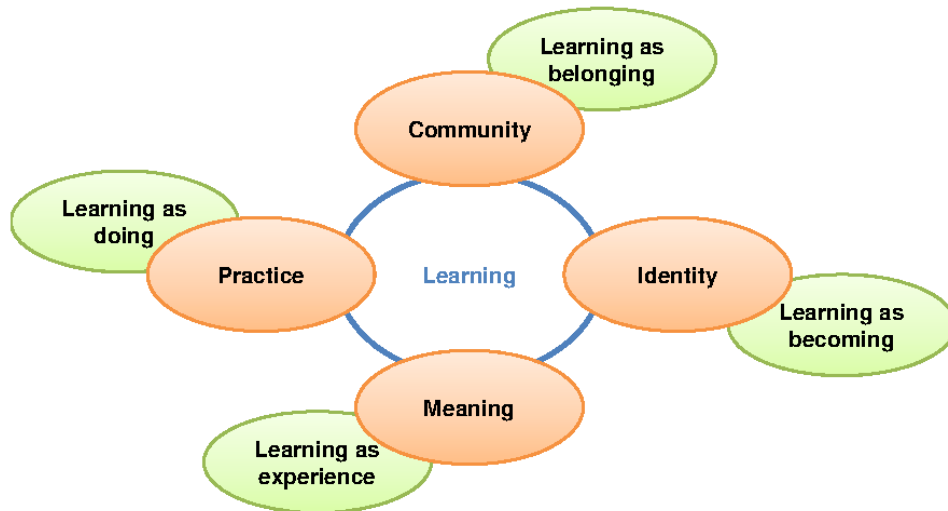 Learning as
belonging
Community
Learning as
doing
Practice
Learning
Identity
Learning as
becoming
Meaning
Learning as
experience